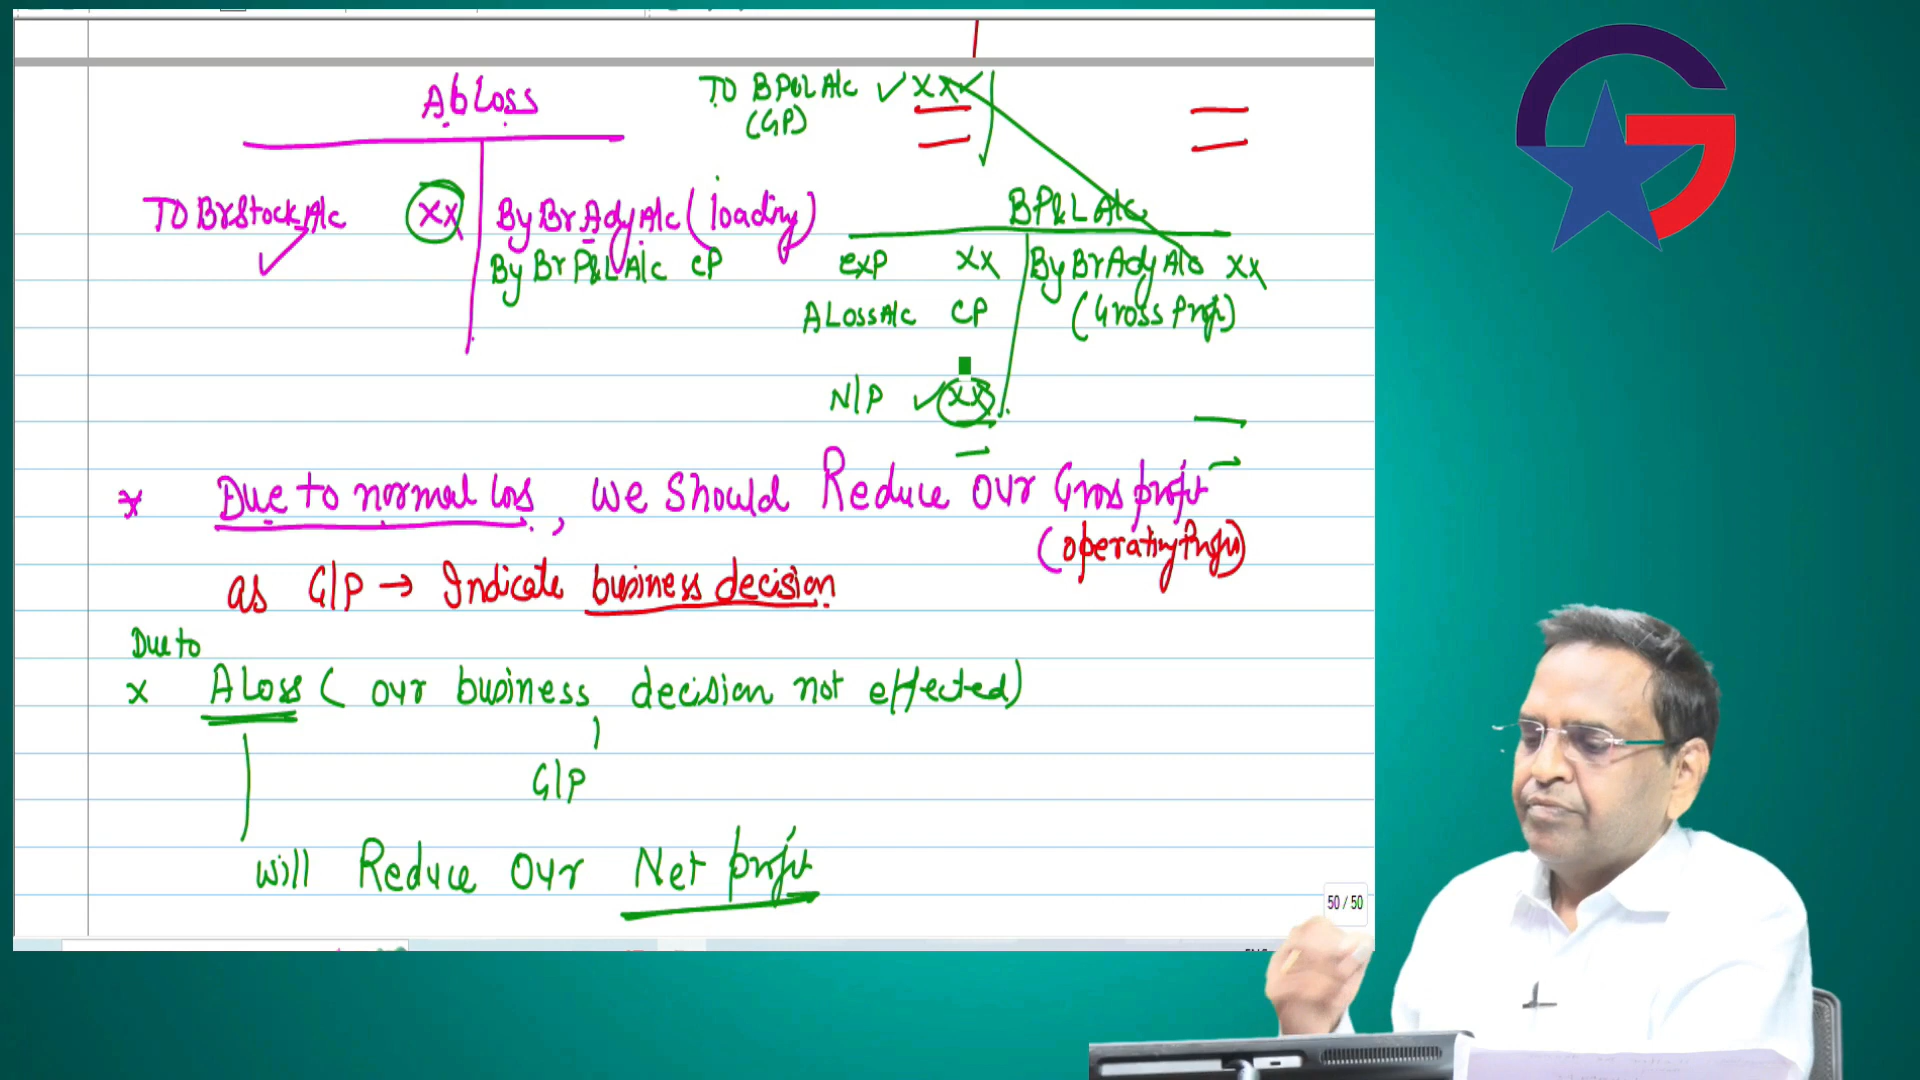 Ab Loss
TO BrStock A/c XX
By Br Adj A/c (loading)
By Br P&L A/c CP
TO BP&L A/c ✓ XXX
(GP)
BP&L A/c
exp XX By Br Adj A/c XX
A Loss A/c CP (Gross Profit)
N/P ✓ XX
* Due to normal Loss, we should Reduce our Gross profit
(operating Profit)
as G/P → Indicate business decision
Due to
x A Loss ( our business, decision not effected)
G/P
will Reduce our Net profit
50 / 50